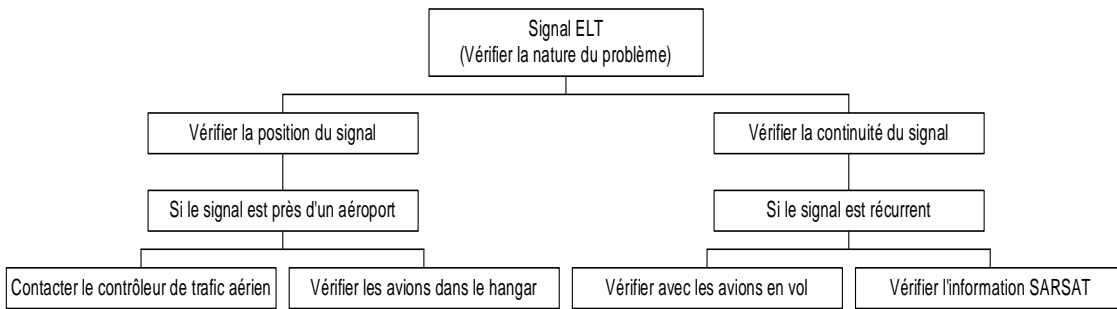 Signal ELT
(Vérifier la nature du problème)
Vérifier la position du signal
Vérifier la continuité du signal
Si le signal est près d'un aéroport
Si le signal est récurrent
Contacter le contrôleur de trafic aérien
Vérifier les avions dans le hangar
Vérifier avec les avions en vol
Vérifier l'information SARSAT